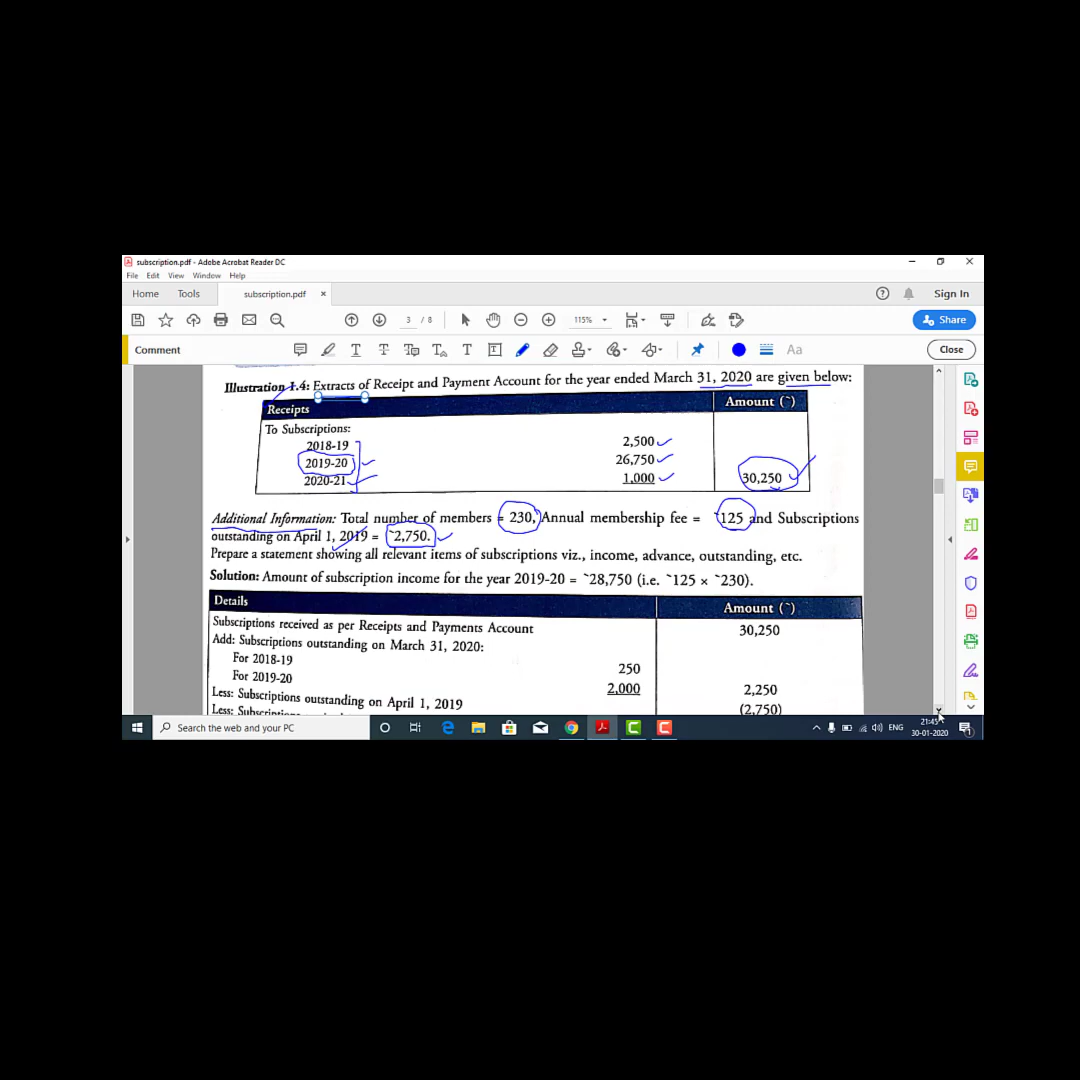 subscription.pdf - Adobe Acrobat Reader DC
File Edit View Window Help
Home Tools subscription.pdf × Sign In
3 / 8 115% Share
Comment Aa Close
Illustration 1.4: Extracts of Receipt and Payment Account for the year ended March 31, 2020 are given below:
Receipts Amount (`)
To Subscriptions:
2018-19 2,500
2019-20 26,750
2020-21 1,000 30,250
Additional Information: Total number of members = 230, Annual membership fee = `125 and Subscriptions
outstanding on April 1, 2019 = `2,750.
Prepare a statement showing all relevant items of subscriptions viz., income, advance, outstanding, etc.
Solution: Amount of subscription income for the year 2019-20 = `28,750 (i.e. `125 × `230).
Details Amount (`)
Subscriptions received as per Receipts and Payments Account 30,250
Add: Subscriptions outstanding on March 31, 2020:
For 2018-19 250
For 2019-20 2,000 2,250
Less: Subscriptions outstanding on April 1, 2019 (2,750)
Less:
Search the web and your PC ENG 21:45
30-01-2020